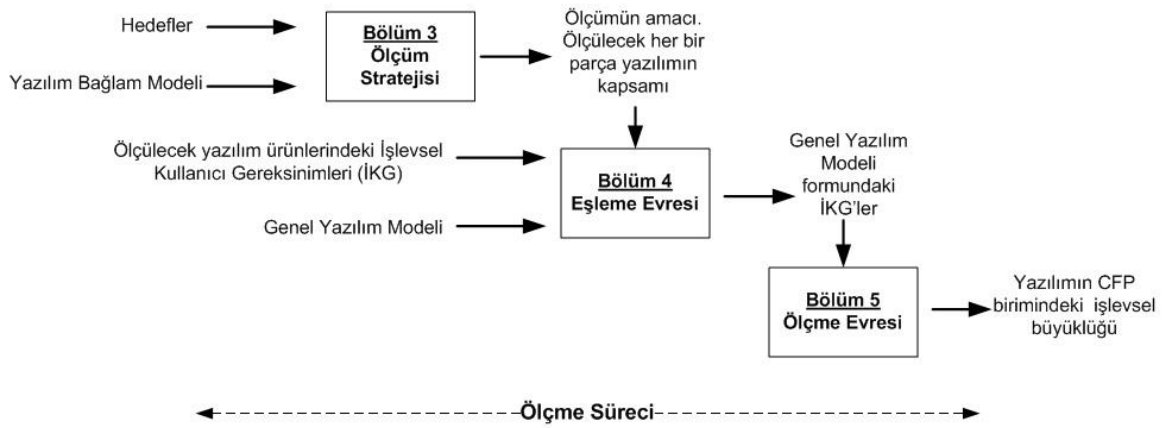 Hedefler
Yazılım Bağlam Modeli
Bölüm 3
Ölçüm
Stratejisi
Ölçümün amacı.
Ölçülecek her bir
parça yazılımın
kapsamı
Ölçülecek yazılım ürünlerindeki İşlevsel
Kullanıcı Gereksinimleri (İKG)
Genel Yazılım Modeli
Bölüm 4
Eşleme Evresi
Genel Yazılım
Modeli
formundaki
İKG'ler
Bölüm 5
Ölçme Evresi
Yazılımın CFP
birimindeki işlevsel
büyüklüğü
Ölçme Süreci